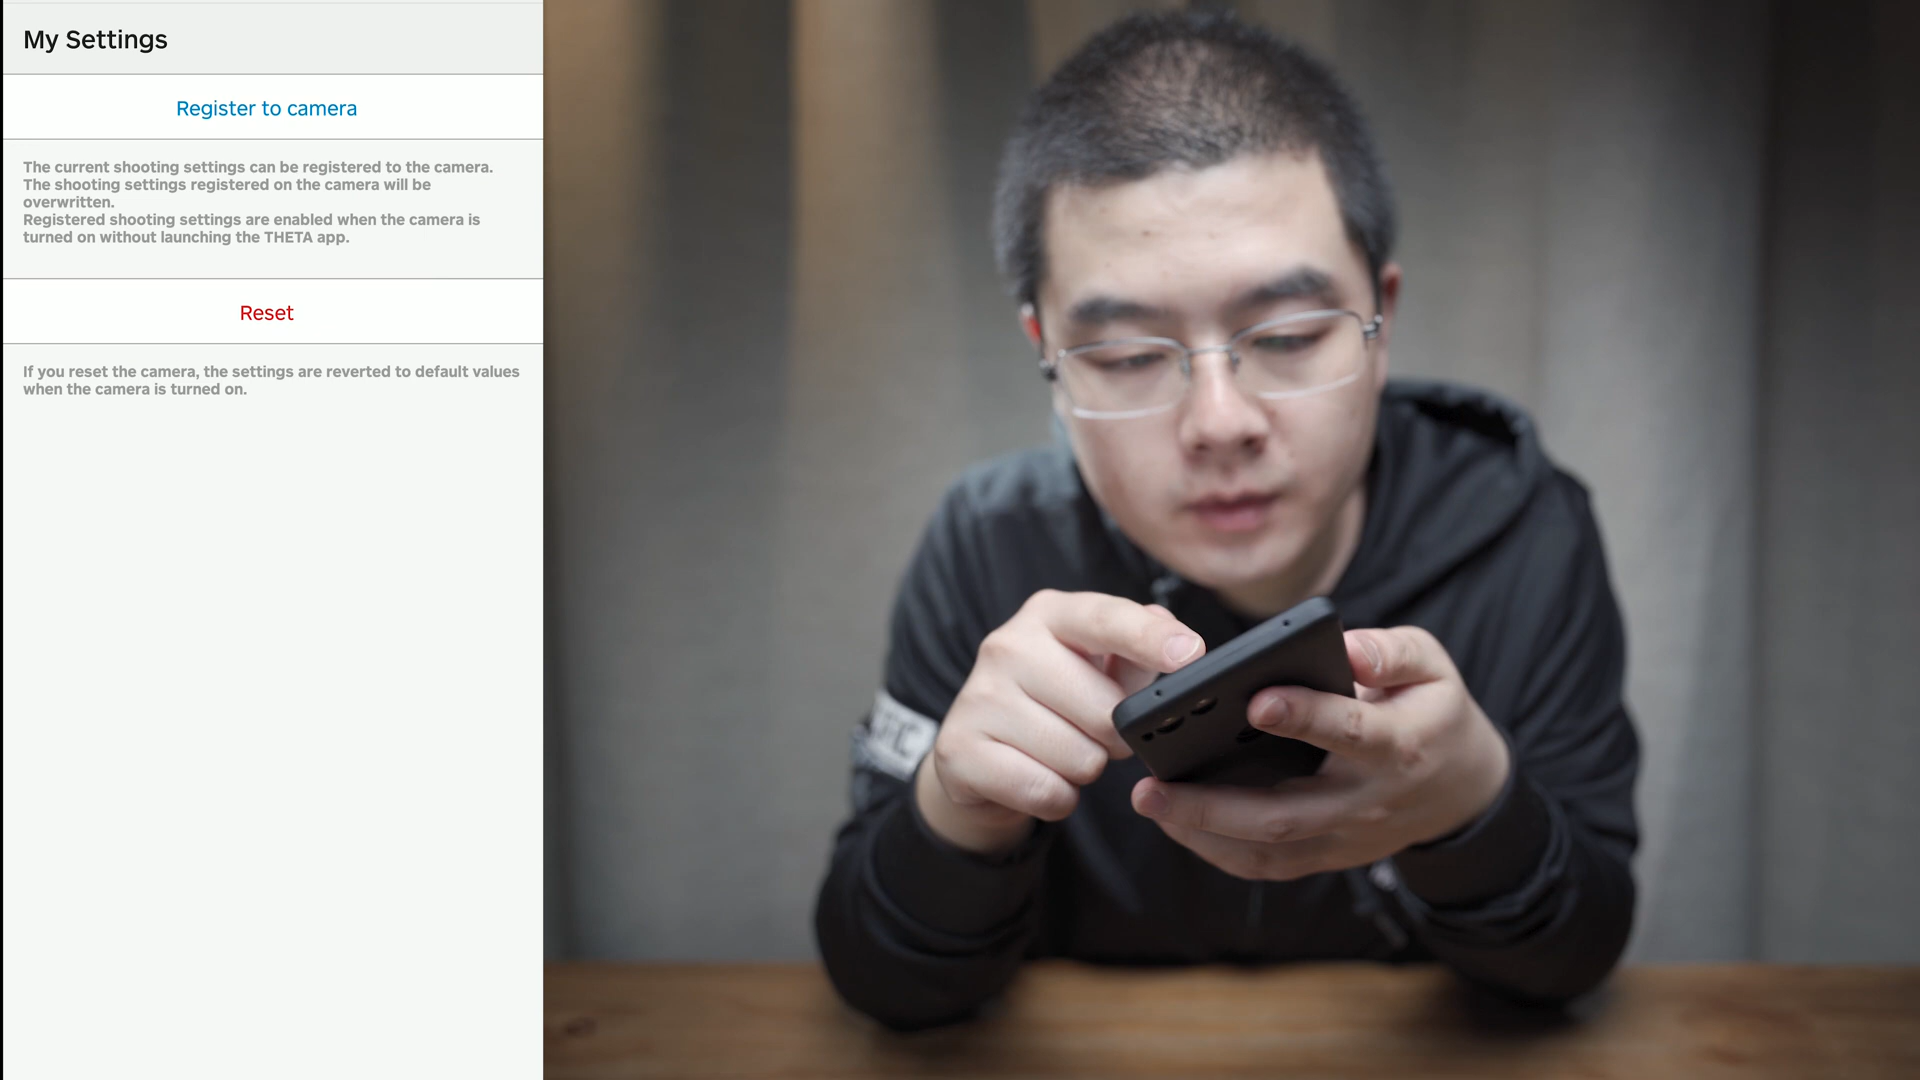 My Settings
Register to camera
The current shooting settings can be registered to the camera.
The shooting settings registered on the camera will be
overwritten.
Registered shooting settings are enabled when the camera is
turned on without launching the THETA app.
Reset
If you reset the camera, the settings are reverted to default values
when the camera is turned on.